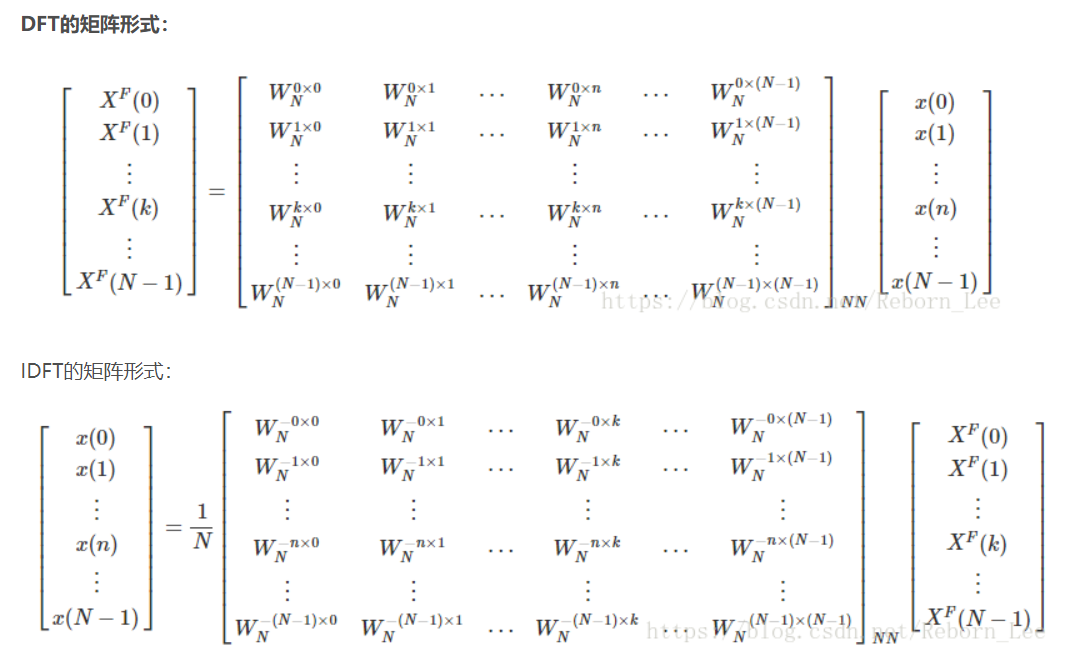 DFT的矩阵形式：
[ X^F(0) ] [ W_N^{0×0} W_N^{0×1} ... W_N^{0×n} ... W_N^{0×(N−1)} ] [ x(0) ]
[ X^F(1) ] [ W_N^{1×0} W_N^{1×1} ... W_N^{1×n} ... W_N^{1×(N−1)} ] [ x(1) ]
[ ⋮ ] = [ ⋮ ⋮ ⋮ ⋮ ] [ ⋮ ]
[ X^F(k) ] [ W_N^{k×0} W_N^{k×1} ... W_N^{k×n} ... W_N^{k×(N−1)} ] [ x(n) ]
[ ⋮ ] [ ⋮ ⋮ ⋮ ⋮ ] [ ⋮ ]
[ X^F(N−1) ] [ W_N^{(N−1)×0} W_N^{(N−1)×1} ... W_N^{(N−1)×n} ... W_N^{(N−1)×(N−1)} ]_{NN} [ x(N−1) ]
https://blog.csdn.net/Reborn_Lee
IDFT的矩阵形式：
[ x(0) ] [ W_N^{−0×0} W_N^{−0×1} ... W_N^{−0×k} ... W_N^{−0×(N−1)} ] [ X^F(0) ]
[ x(1) ] [ W_N^{−1×0} W_N^{−1×1} ... W_N^{−1×k} ... W_N^{−1×(N−1)} ] [ X^F(1) ]
[ ⋮ ] = 1/N [ ⋮ ⋮ ⋮ ⋮ ] [ ⋮ ]
[ x(n) ] [ W_N^{−n×0} W_N^{−n×1} ... W_N^{−n×k} ... W_N^{−n×(N−1)} ] [ X^F(k) ]
[ ⋮ ] [ ⋮ ⋮ ⋮ ⋮ ] [ ⋮ ]
[ x(N−1) ] [ W_N^{−(N−1)×0} W_N^{−(N−1)×1} ... W_N^{−(N−1)×k} ... W_N^{−(N−1)×(N−1)} ]_{NN} [ X^F(N−1) ]
https://blog.csdn.net/Reborn_Lee